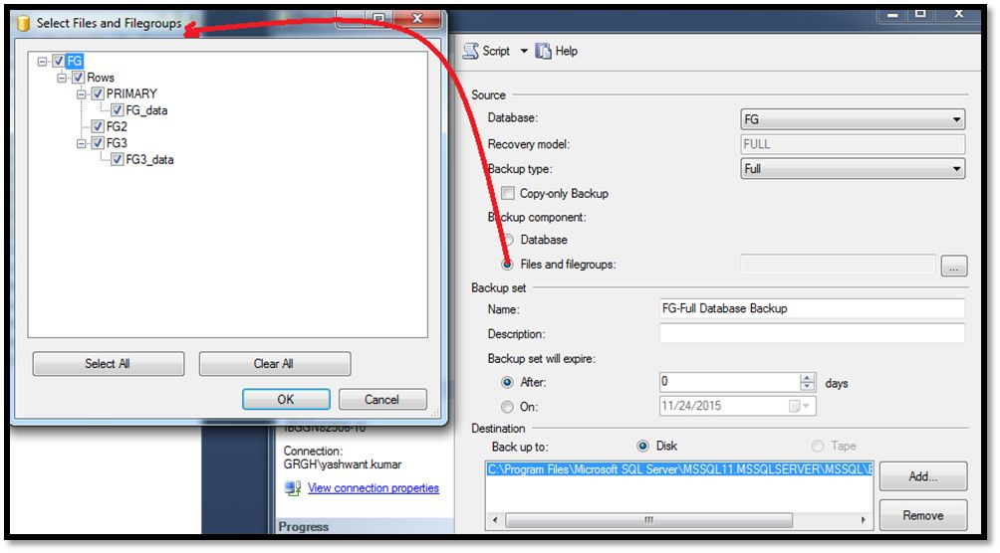 Select Files and Filegroups
FG
Rows
PRIMARY
FG_data
FG2
FG3
FG3_data
Select All
Clear All
OK
Cancel
Script
Help
Source
Database:
FG
Recovery model:
FULL
Backup type:
Full
Copy-only Backup
Backup component:
Database
Files and filegroups:
...
Backup set
Name:
FG-Full Database Backup
Description:
Backup set will expire:
After:
0
days
On:
11/24/2015
Destination
Back up to:
Disk
Tape
C:\Program Files\Microsoft SQL Server\MSSQL11.MSSQLSERVER\MSSQL\
Add...
Remove
Connection:
GRGH\yashwant.kumar
View connection properties
Progress